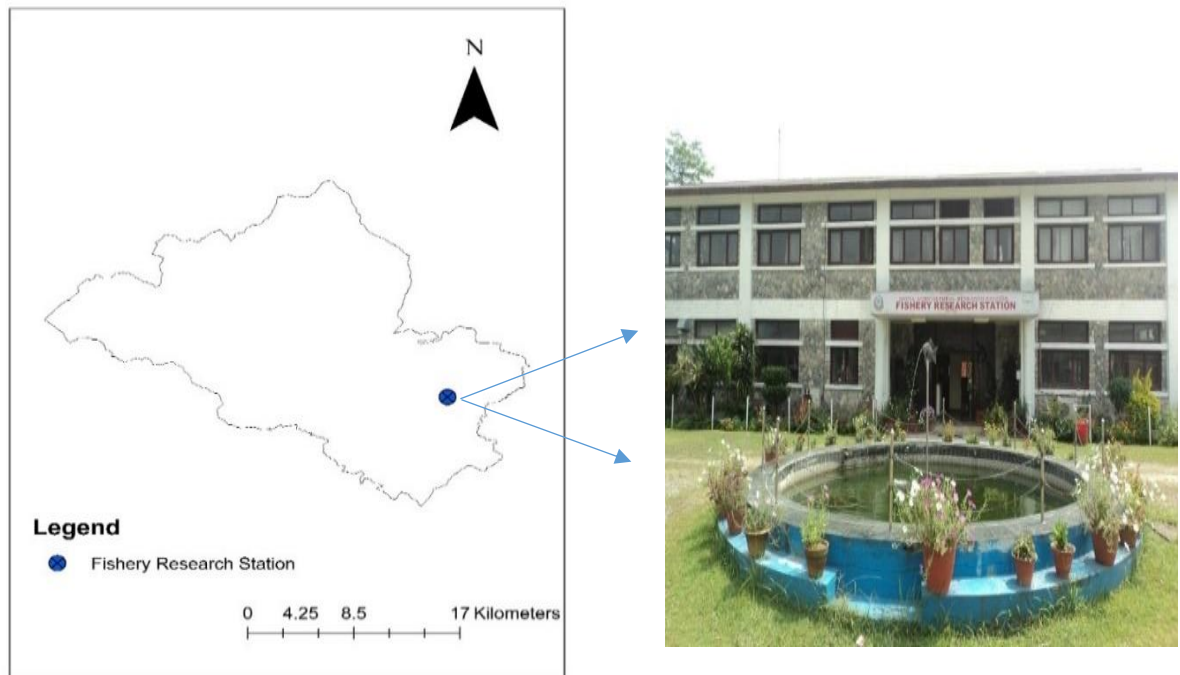 N
Legend
Fishery Research Station
0 4.25 8.5 17 Kilometers
FISHERY RESEARCH STATION